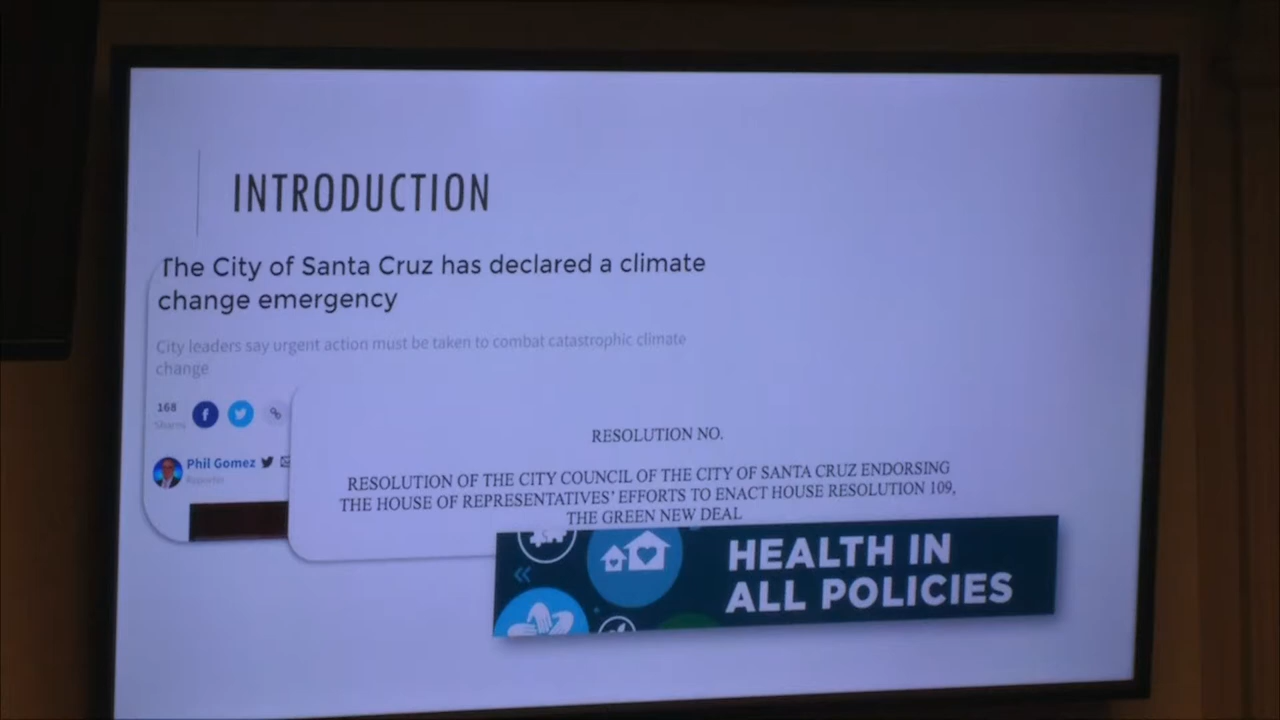 INTRODUCTION
The City of Santa Cruz has declared a climate
change emergency
City leaders say urgent action must be taken to combat catastrophic climate
change
168
Shares
Phil Gomez
Reporter
RESOLUTION NO.
RESOLUTION OF THE CITY COUNCIL OF THE CITY OF SANTA CRUZ ENDORSING
THE HOUSE OF REPRESENTATIVES' EFFORTS TO ENACT HOUSE RESOLUTION 109,
THE GREEN NEW DEAL
HEALTH IN
ALL POLICIES